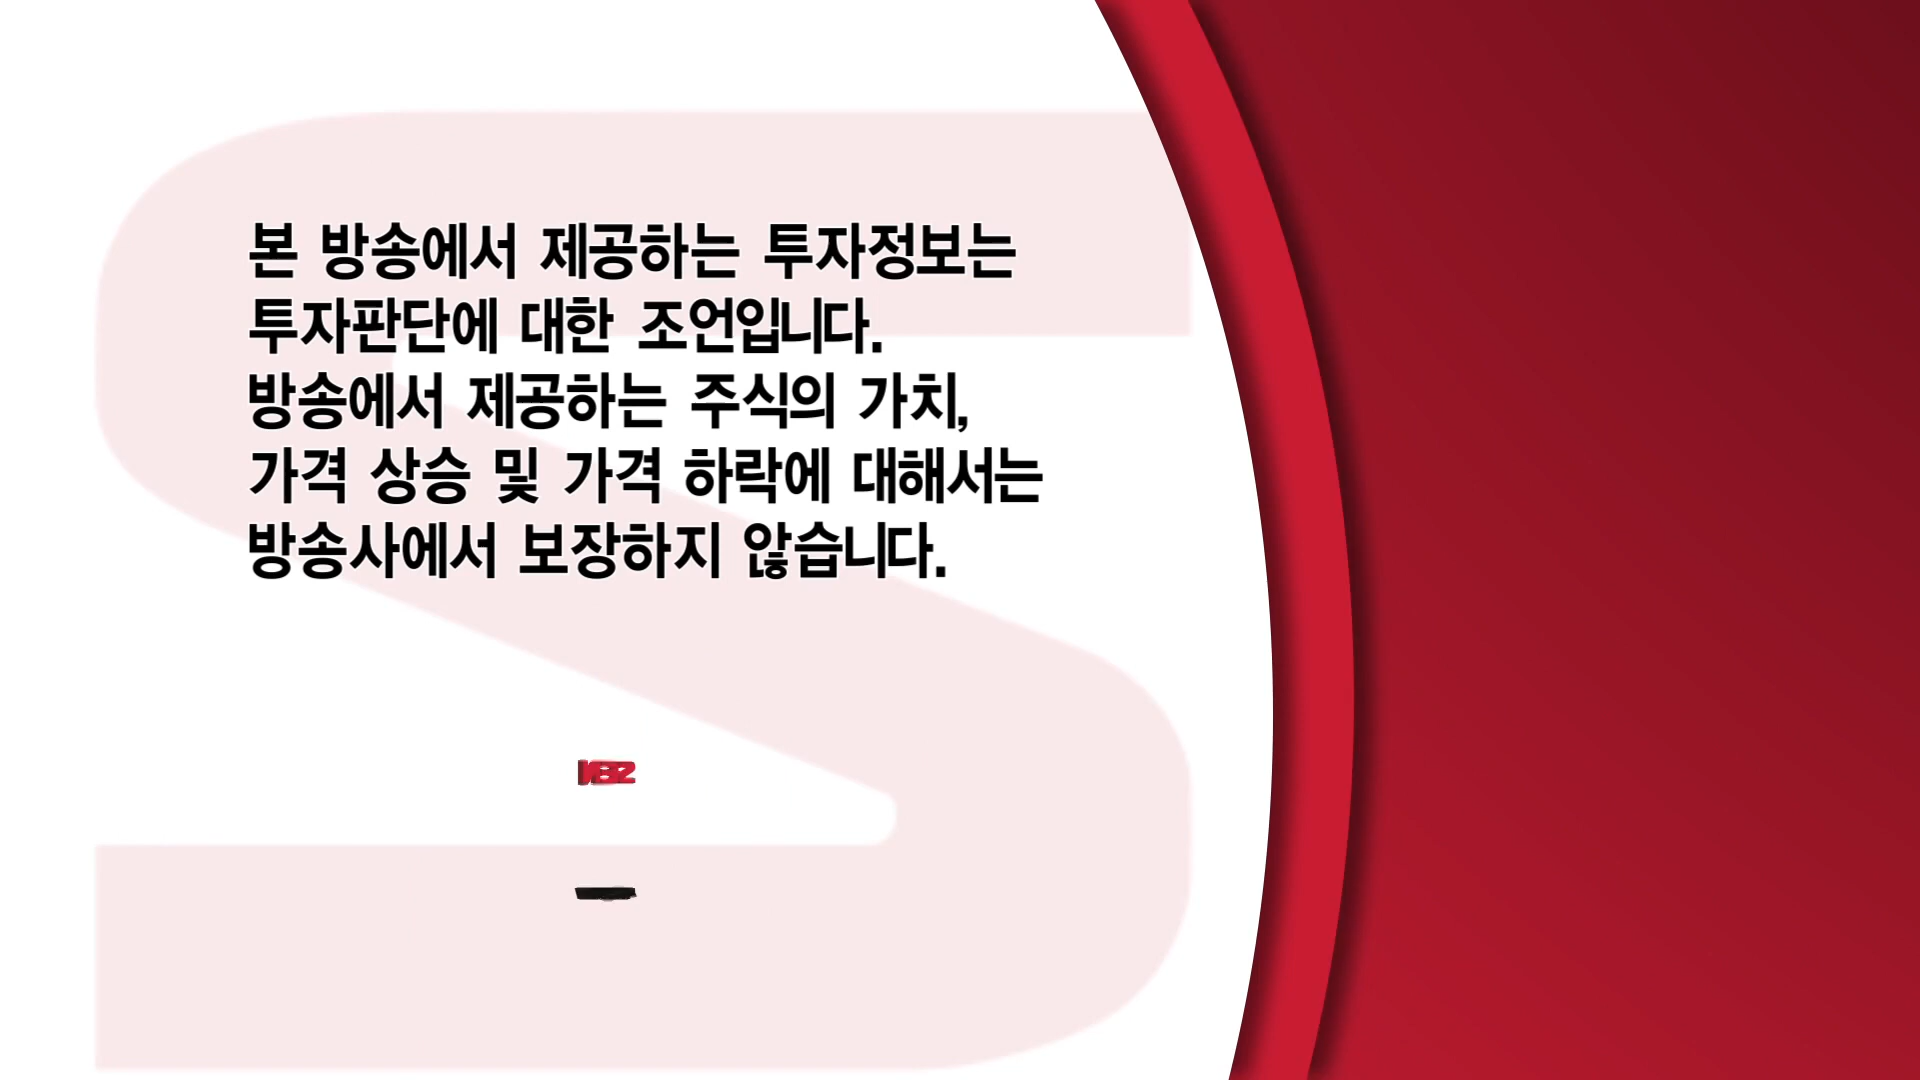 본 방송에서 제공하는 투자정보는
투자판단에 대한 조언입니다.
방송에서 제공하는 주식의 가치,
가격 상승 및 가격 하락에 대해서는
방송사에서 보장하지 않습니다.